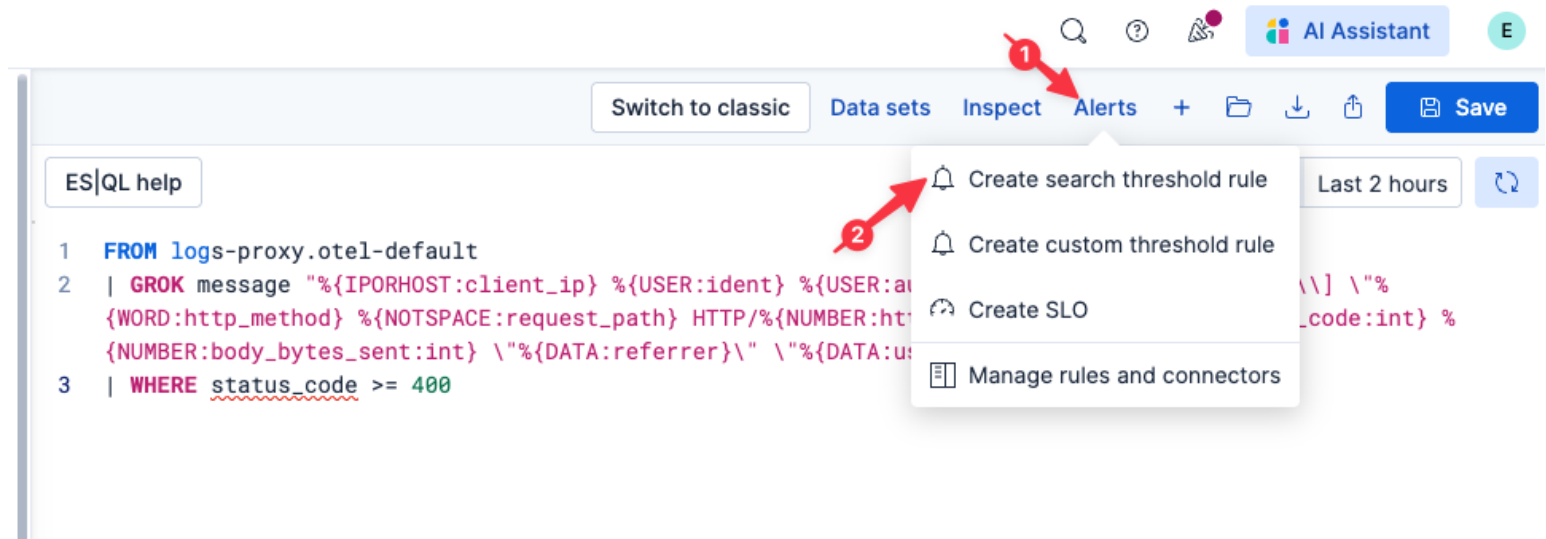 AI Assistant
E
1
Switch to classic
Data sets
Inspect
Alerts
+
Save
ES|QL help
Create search threshold rule
Last 2 hours
2
Create custom threshold rule
Create SLO
Manage rules and connectors
1 FROM logs-proxy.otel-default
2 | GROK message "%{IPORHOST:client_ip} %{USER:ident} %{USER:au \\] \"%
{WORD:http_method} %{NOTSPACE:request_path} HTTP/%{NUMBER:htt _code:int} %
{NUMBER:body_bytes_sent:int} \"%{DATA:referrer}\" \"%{DATA:us
3 | WHERE status_code >= 400